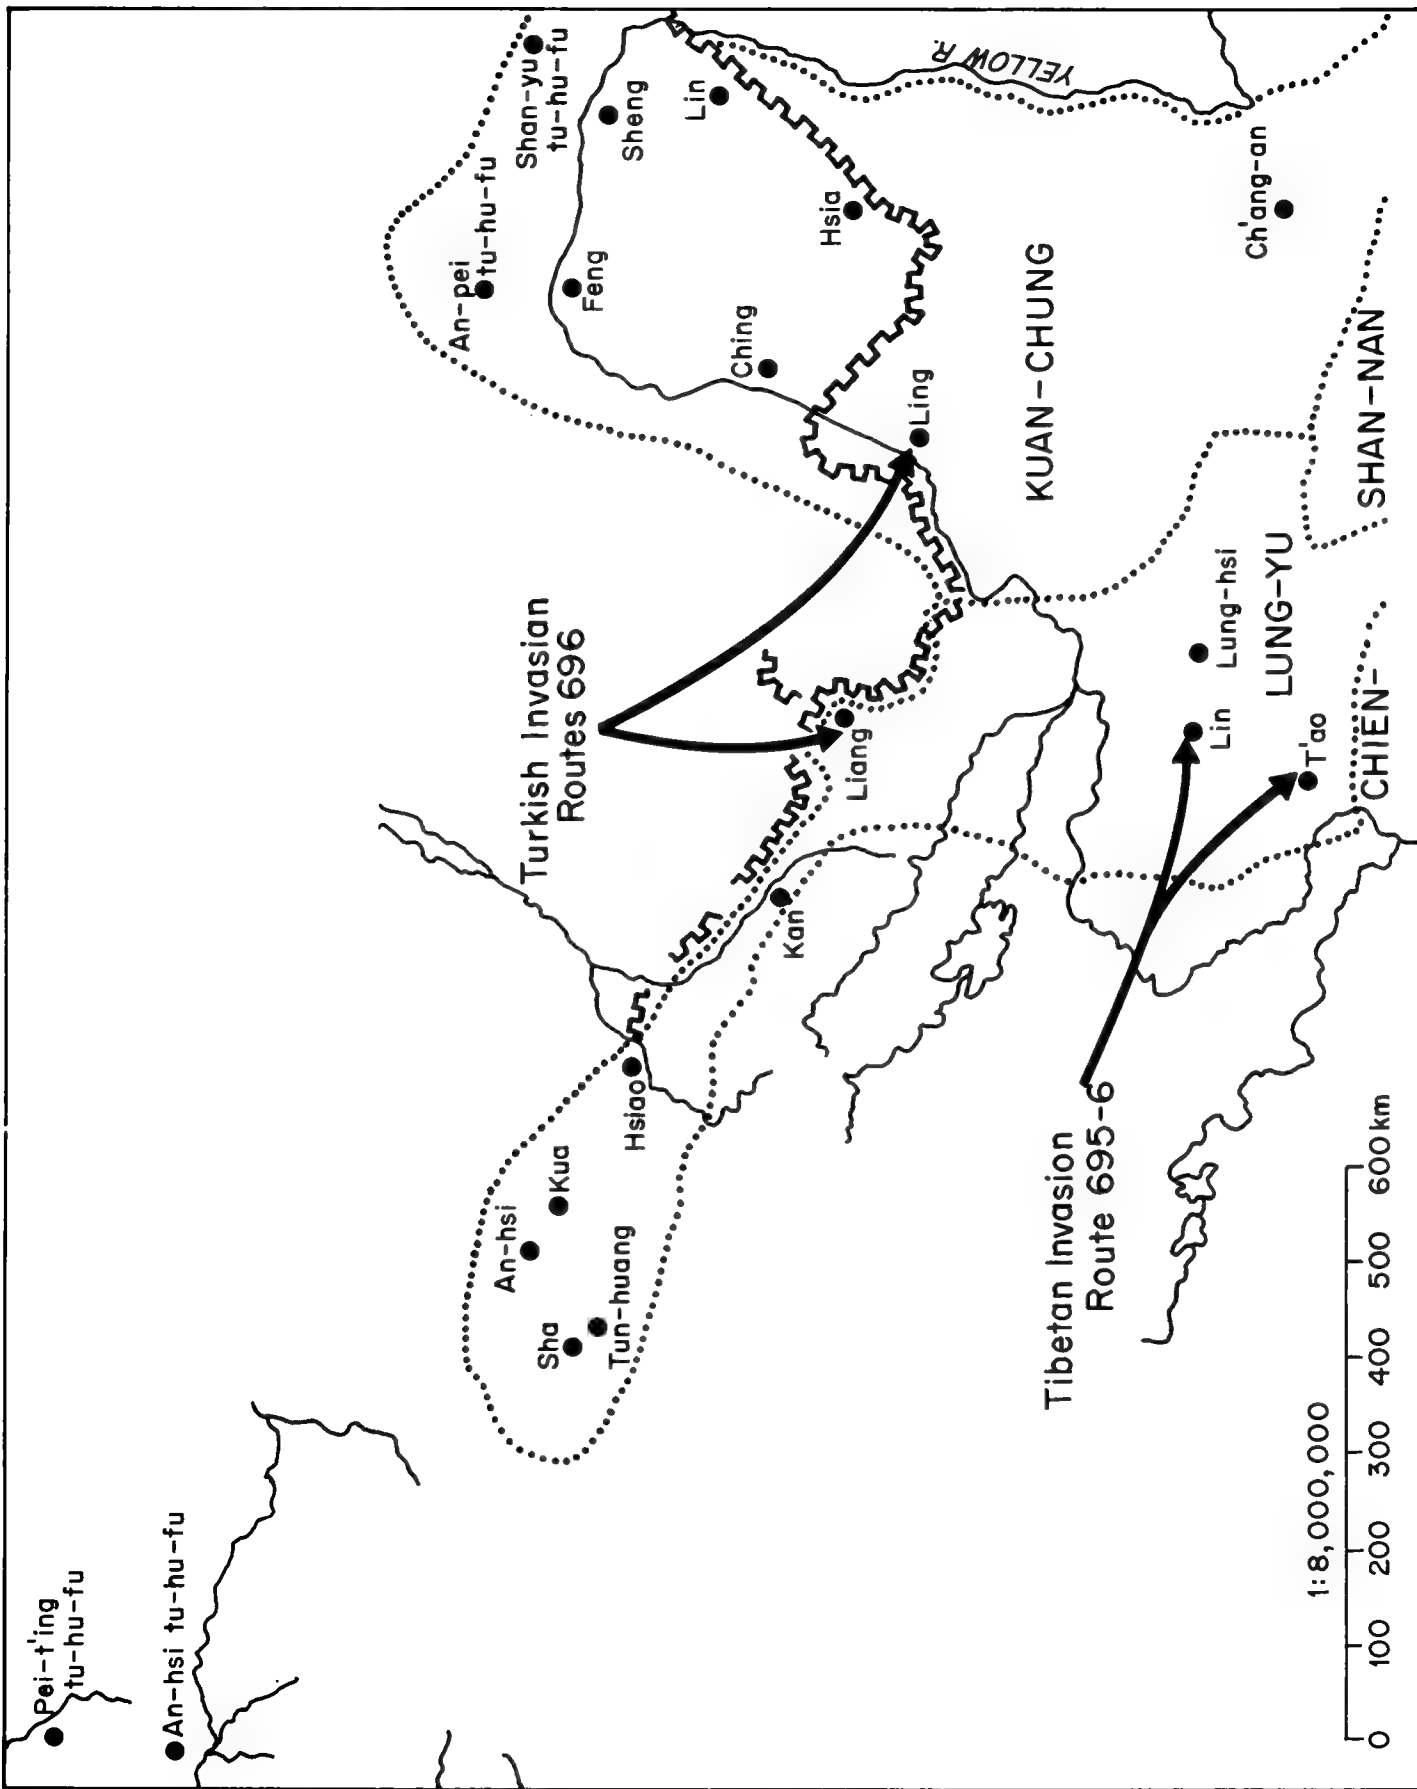 Pei-t'ing
tu-hu-fu
An-hsi tu-hu-fu
An-pei
tu-hu-fu
Shan-yu
tu-hu-fu
Sheng
Feng
Lin
YELLOW R.
Hsia
Ching
Ling
Turkish Invasian
Routes 696
An-hsi
Kua
Sha
Tun-huang
Hsiao
Kan
Liang
KUAN-CHUNG
Ch'ang-an
Tibetan Invasion
Route 695-6
Lin
Lung-hsi
LUNG-YU
T'ao
CHIEN-
SHAN-NAN
1:8,000,000
0 100 200 300 400 500 600km